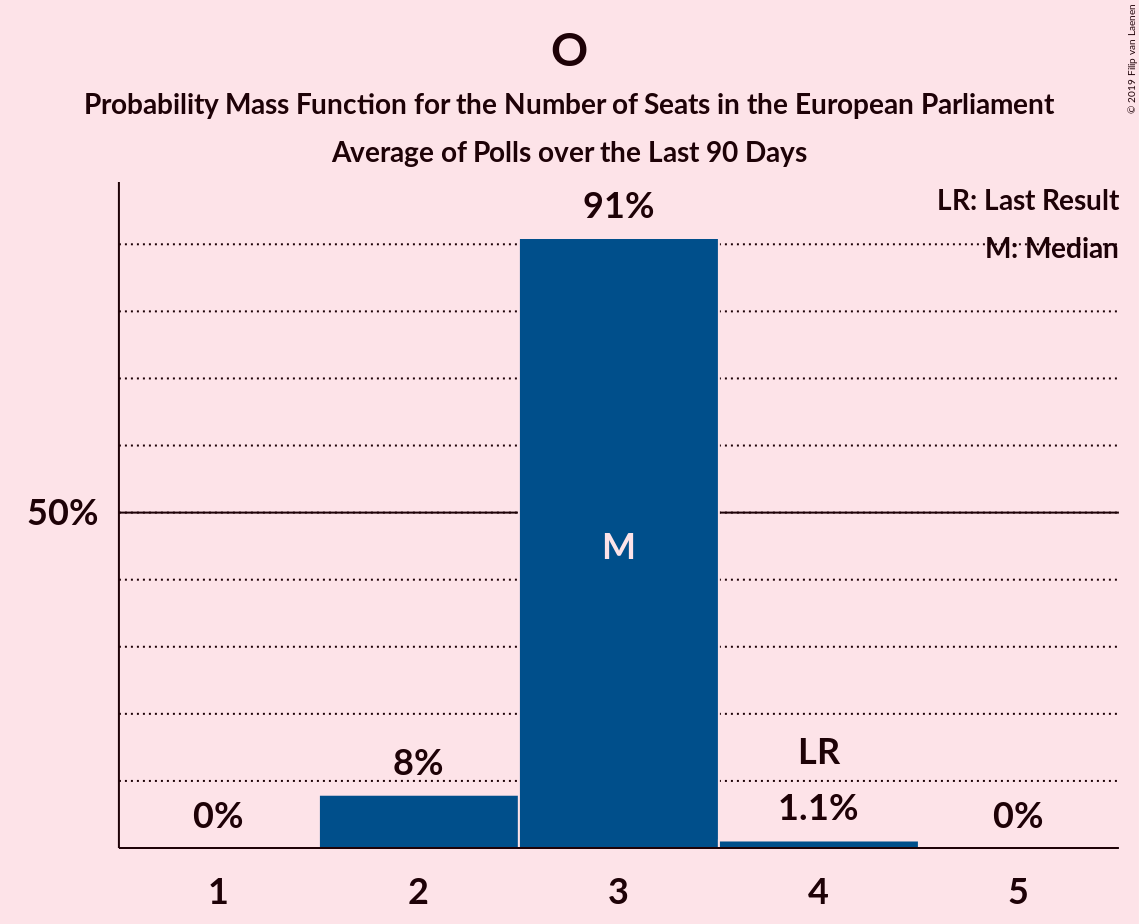 O
Probability Mass Function for the Number of Seats in the European Parliament
Average of Polls over the Last 90 Days
© 2019 Filip van Laenen
LR: Last Result
M: Median
91%
50%
M
8%
LR
0%
1.1%
0%
1 2 3 4 5